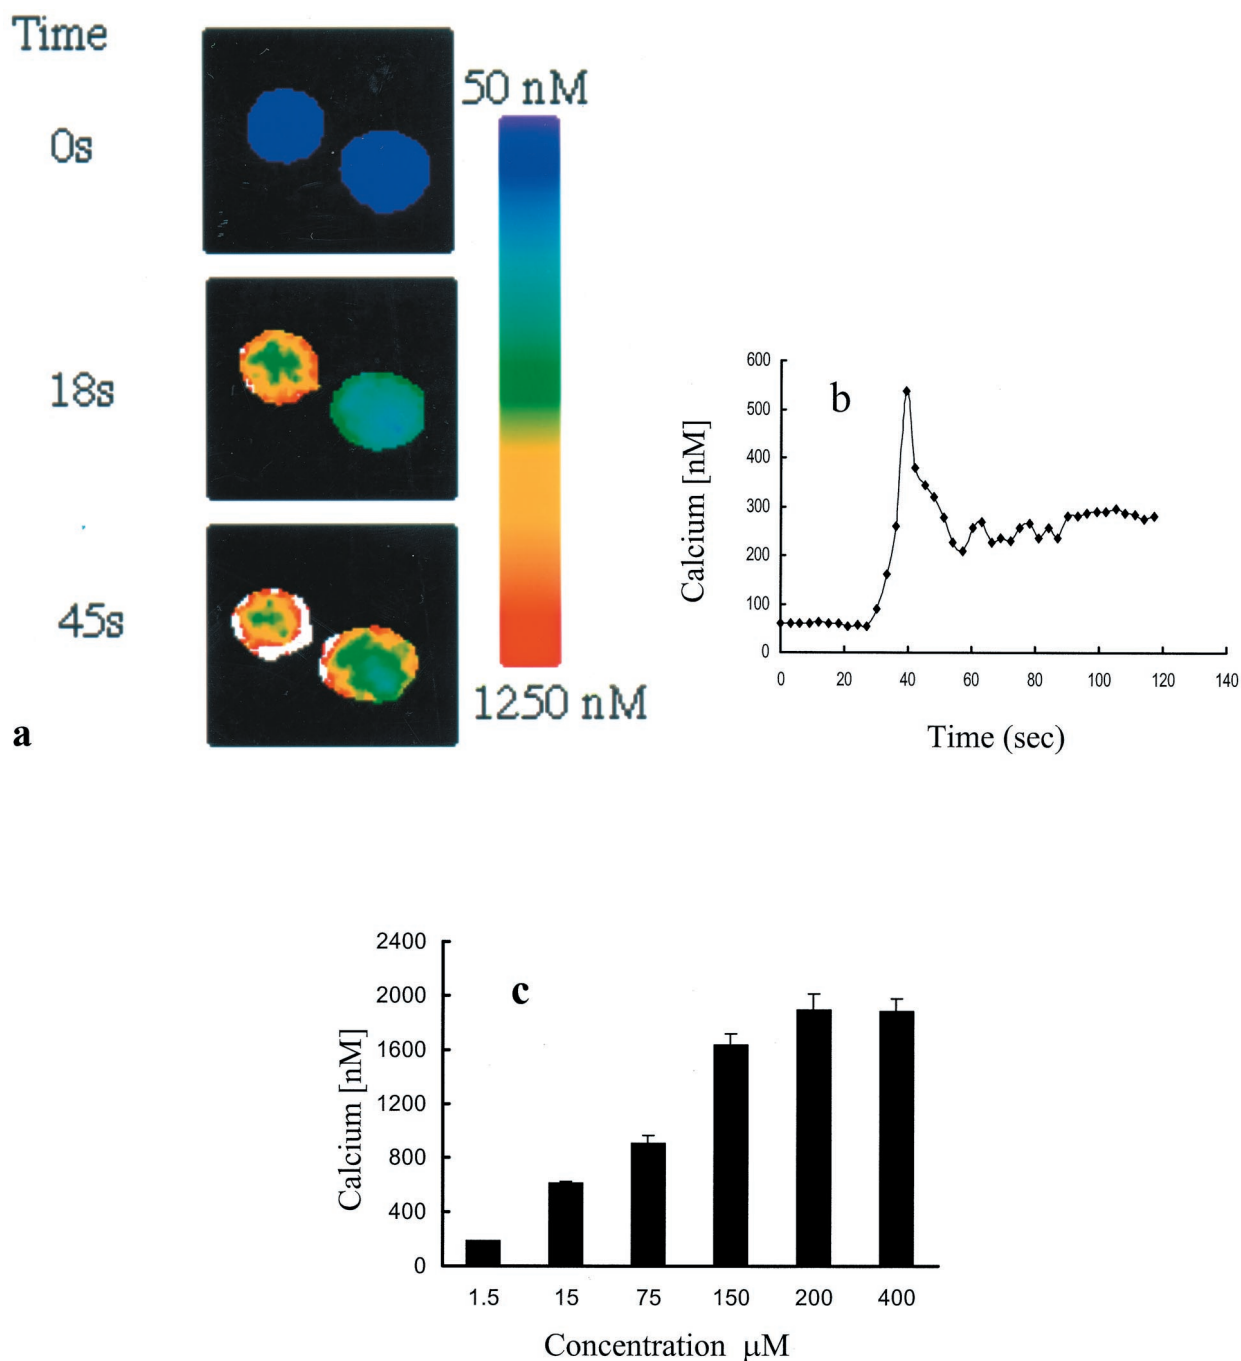 Time
50 nM
0s
18s
45s
1250 nM
a
600
500
400
300
200
100
0
Calcium [nM]
b
0 20 40 60 80 100 120 140
Time (sec)
2400
2000
1600
1200
800
400
0
Calcium [nM]
c
1.5 15 75 150 200 400
Concentration μM